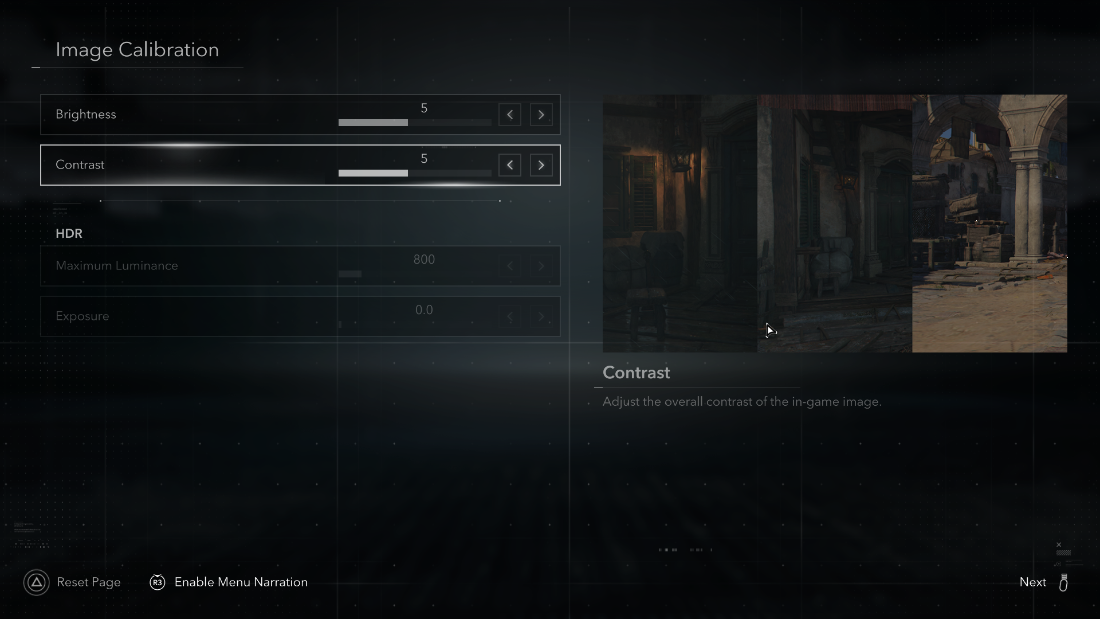 Image Calibration
Brightness
5
Contrast
5
HDR
Maximum Luminance
800
Exposure
0.0
Contrast
Adjust the overall contrast of the in-game image.
Reset Page
R3
Enable Menu Narration
Next